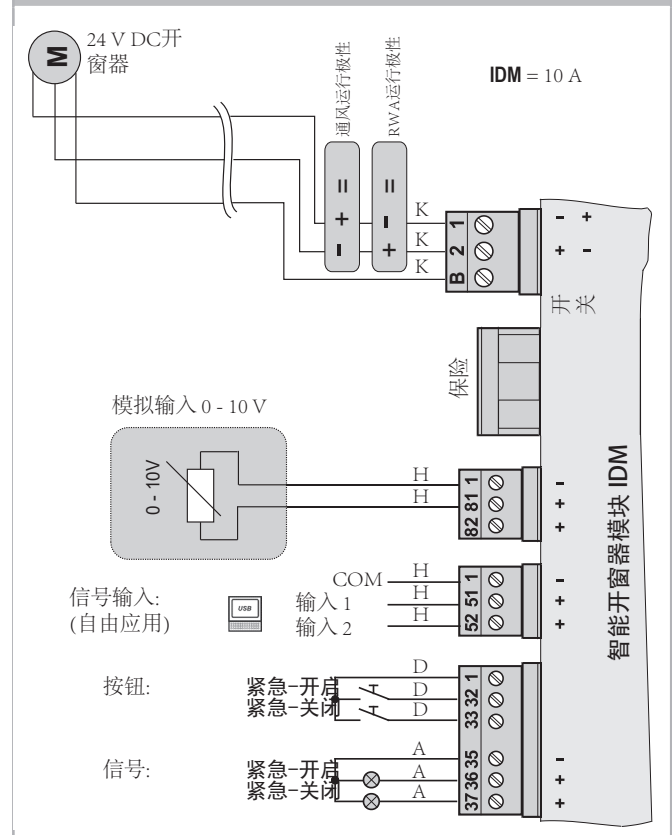 24 V DC开
窗器
M
通风运行极性
RWA运行极性
IDM = 10 A
- + =
+ - =
K
K
K
1
2
B
- +
+ -
开
关
保险
模拟输入 0 - 10 V
0 - 10V
H
H
82 81 1
-
+
+
智能开窗器模块 IDM
信号输入:
(自由应用)
USB
COM
输入 1
输入 2
H
H
H
52 51 1
-
+
+
按钮:
紧急-开启
紧急-关闭
D
D
D
33 32 1
信号:
紧急-开启
紧急-关闭
A
A
A
37 36 35
-
+
+